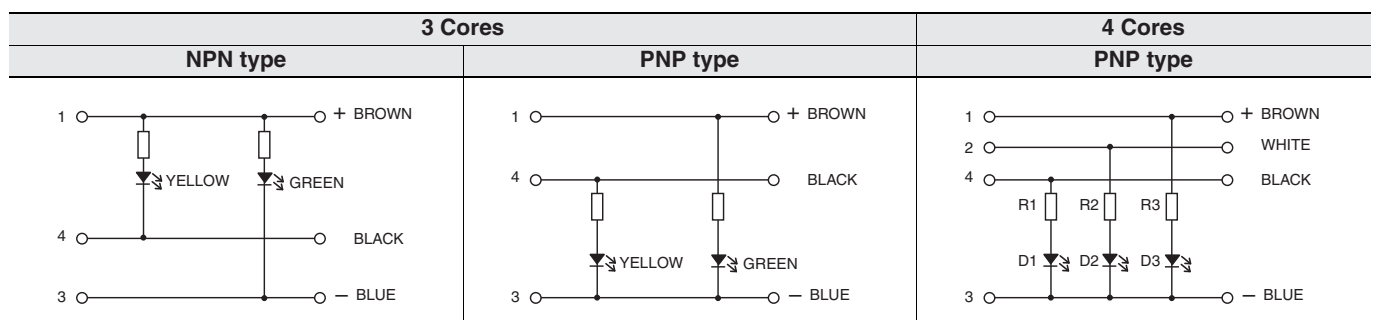 3 Cores
4 Cores
NPN type
PNP type
PNP type
1
+ BROWN
YELLOW
GREEN
4
BLACK
3
− BLUE
1
+ BROWN
4
BLACK
YELLOW
GREEN
3
− BLUE
1
+ BROWN
2
WHITE
4
BLACK
R1
R2
R3
D1
D2
D3
3
− BLUE